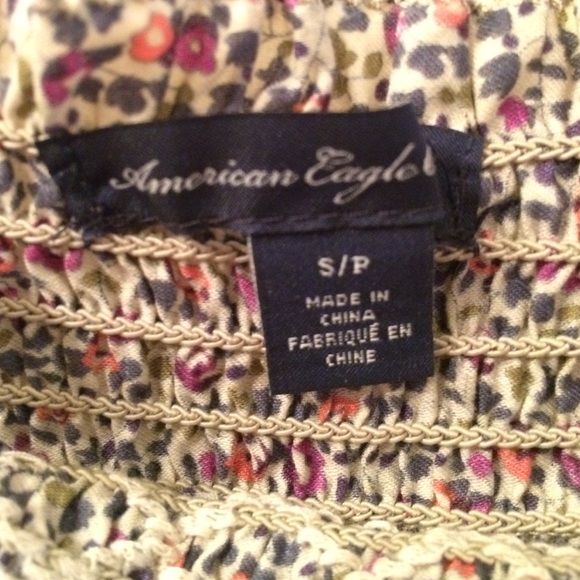 American Eagle
S/P
MADE IN
CHINA
FABRIQUÉ EN
CHINE